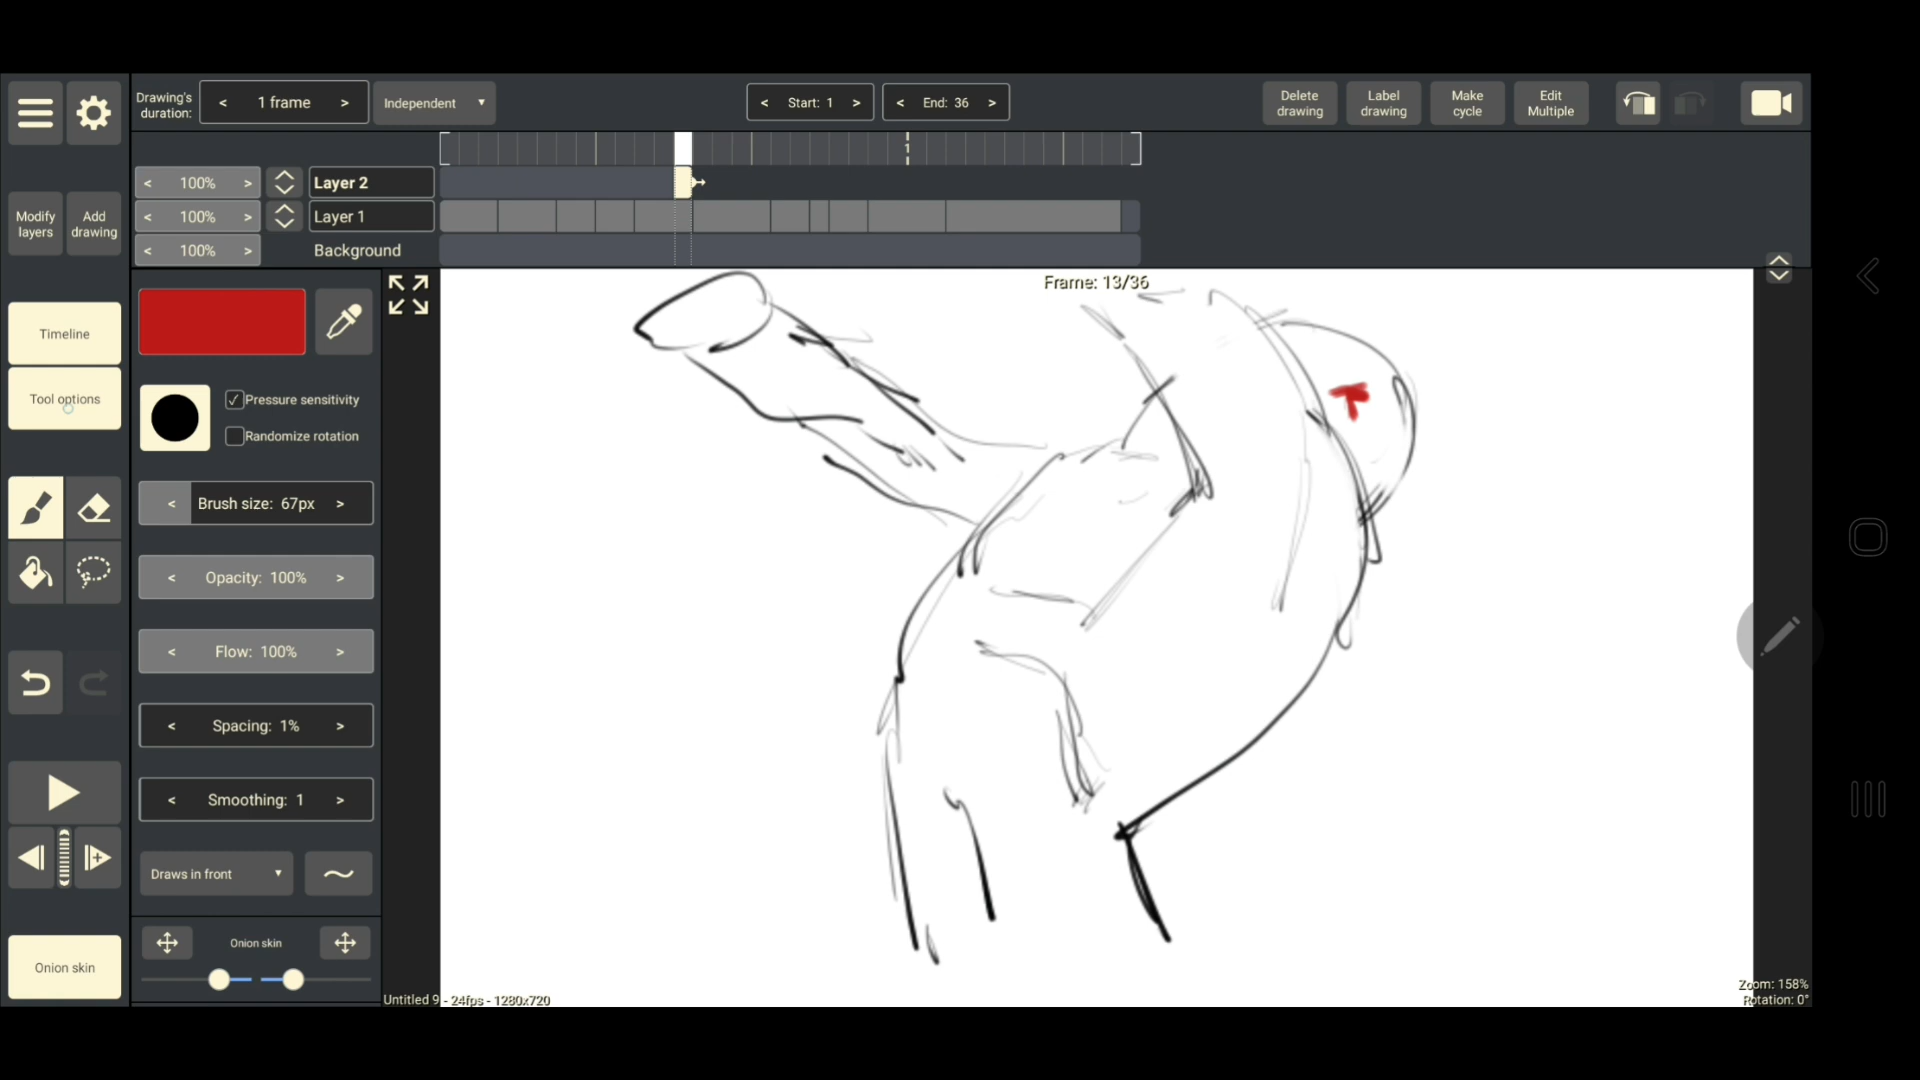 Drawing's
duration:
< 1 frame >
Independent
< Start: 1 >
< End: 36 >
Delete
drawing
Label
drawing
Make
cycle
Edit
Multiple
1
< 100% >
Layer 2
< 100% >
Layer 1
< 100% >
Background
Modify
layers
Add
drawing
Timeline
Tool options
Pressure sensitivity
Randomize rotation
< Brush size: 67px >
< Opacity: 100% >
< Flow: 100% >
< Spacing: 1% >
< Smoothing: 1 >
Draws in front
Onion skin
Onion skin
Frame: 13/36
Untitled 9 - 24fps - 1280x720
Zoom: 158%
Rotation: 0°